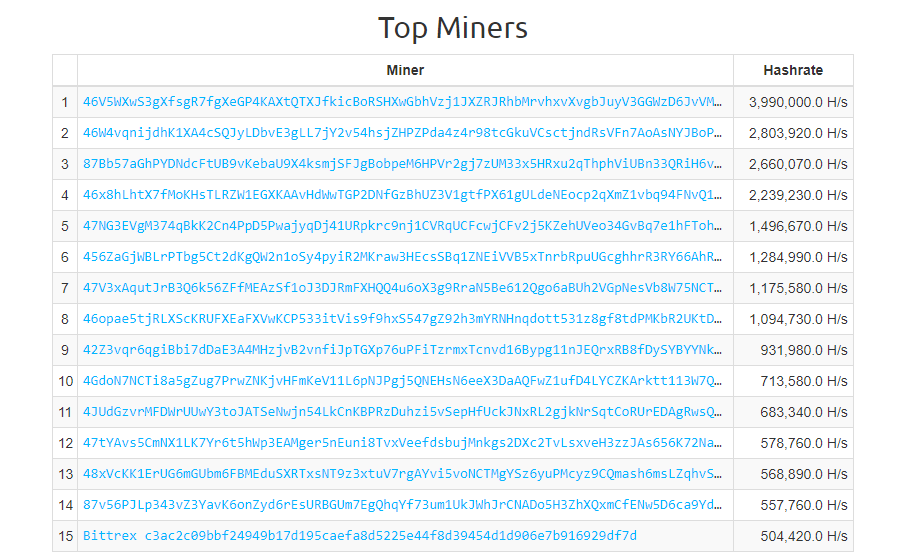 Top Miners
Miner Hashrate
1 46V5WXwS3gXfsgR7fgXeGP4KAXtQTXJfkicBoRSHXwGbhVzj1JXZRJRhbMrvhxvXvgbJuyV3GGWzD6JvVM… 3,990,000.0 H/s
2 46W4vqnijdhK1XA4cSQJyLDbvE3gLL7jY2v54hsjZHPZPda4z4r98tcGkuVCsctjndRsVFn7AoAsNYJBoP… 2,803,920.0 H/s
3 87Bb57aGhPYDNdcFtUB9vKebaU9X4ksmjSFJgBobpeM6HPVr2gj7zUM33x5HRxu2qThphViUBn33QRiH6v… 2,660,070.0 H/s
4 46x8hLhtX7fMoKHsTLRZW1EGXKAAvHdWwTGP2DNfGzBhUZ3V1gtfPX61gULdeNEocp2qXmZ1vbq94FNvQ1… 2,239,230.0 H/s
5 47NG3EVgM374qBkK2Cn4PpD5PwajyqDj41URpkrc9nj1CVRqUCFcwjCFv2j5KZehUVeo34GvBq7e1hFToh… 1,496,670.0 H/s
6 456ZaGjWBLrPTbg5Ct2dKgQW2n1oSy4pyiR2MKraw3HEcsSBq1ZNEiVVB5xTnrbRpuUGcghhrR3RY66AhR… 1,284,990.0 H/s
7 47V3xAqutJrB3Q6k56ZFfMEAzSf1oJ3DJRmFXHQQ4u6oX3g9RraN5Be612Qgo6aBUh2VGpNesVb8W75NCT… 1,175,580.0 H/s
8 46opae5tjRLXScKRUFXEaFXVwKCP533itVis9f9hxS547gZ92h3mYRNHnqdott531z8gf8tdPMKbR2UKtD… 1,094,730.0 H/s
9 42Z3vqr6qgiBbi7dDaE3A4MHzjvB2vnfiJpTGXp76uPFiTzrmxTcnvd16Bypg11nJEQrxRB8fDySYBYYNk… 931,980.0 H/s
10 4GdoN7NCTi8a5gZug7PrwZNKjvHFmKeV11L6pNJPgj5QNEHsN6eeX3DaAQFwZ1ufD4LYCZKArktt113W7Q… 713,580.0 H/s
11 4JUdGzvrMFDWrUUwY3toJATSeNwjn54LkCnKBPRzDuhzi5vSepHfUckJNxRL2gjkNrSqtCoRUrEDAgRwsQ… 683,340.0 H/s
12 47tYAvs5CmNX1LK7Yr6t5hWp3EAMger5nEuni8TvxVeefdsbujMnkgs2DXc2TvLsxveH3zzJAs656K72Na… 578,760.0 H/s
13 48xVcKK1ErUG6mGUbm6FBMEduSXRTxsNT9z3xtuV7rgAYvi5voNCTMgYSz6yuPMcyz9CQmash6msLZqhvS… 568,890.0 H/s
14 87v56PJLp343vZ3YavK6onZyd6rEsURBGUm7EgQhqYf73um1UkJWhJrCNADo5H3ZhXQxmCfENw5D6ca9Yd… 557,760.0 H/s
15 Bittrex c3ac2c09bbf24949b17d195caefa8d5225e44f8d39454d1d906e7b916929df7d 504,420.0 H/s